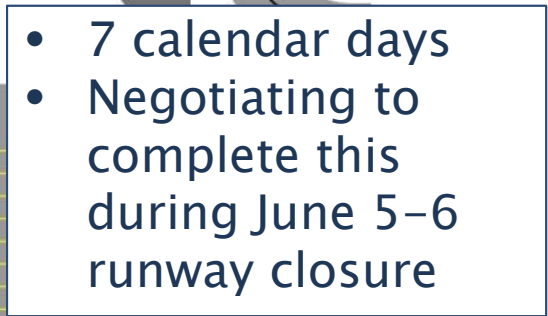 • 7 calendar days
• Negotiating to
complete this
during June 5-6
runway closure